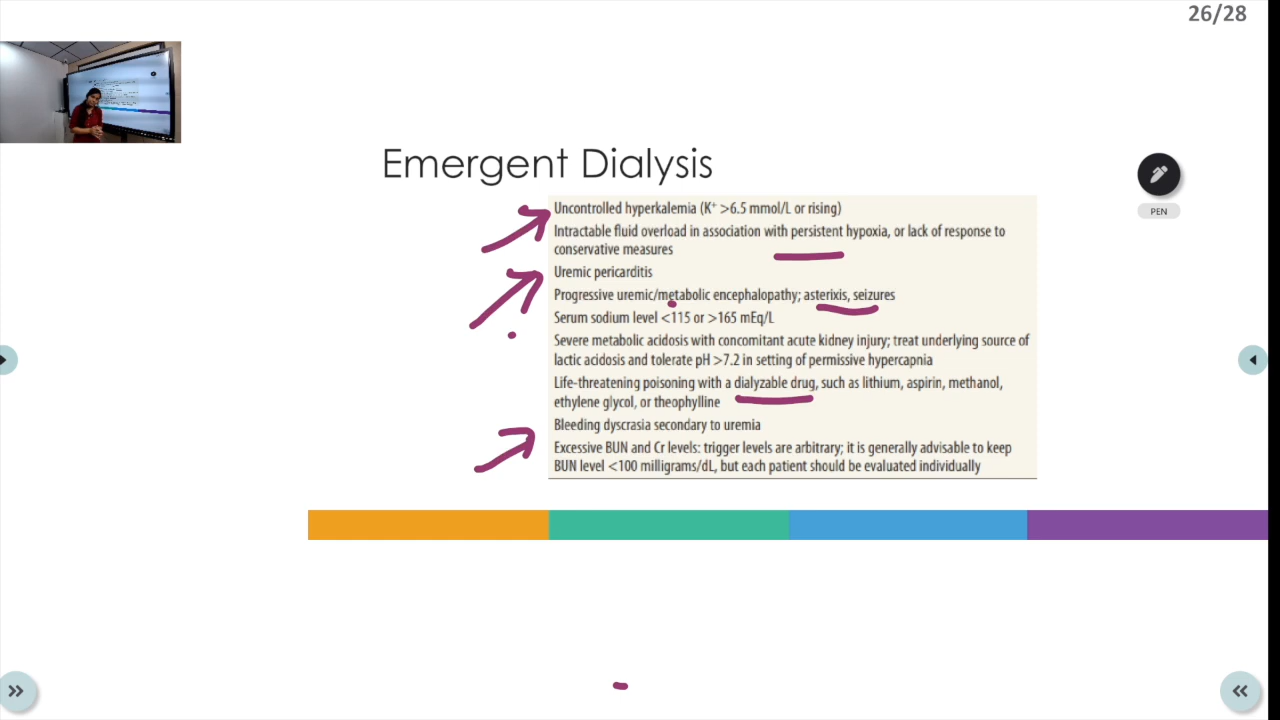 26/28
Emergent Dialysis
PEN
Uncontrolled hyperkalemia (K⁺ >6.5 mmol/L or rising)
Intractable fluid overload in association with persistent hypoxia, or lack of response to
conservative measures
Uremic pericarditis
Progressive uremic/metabolic encephalopathy; asterixis, seizures
Serum sodium level <115 or >165 mEq/L
Severe metabolic acidosis with concomitant acute kidney injury; treat underlying source of
lactic acidosis and tolerate pH >7.2 in setting of permissive hypercapnia
Life-threatening poisoning with a dialyzable drug, such as lithium, aspirin, methanol,
ethylene glycol, or theophylline
Bleeding dyscrasia secondary to uremia
Excessive BUN and Cr levels: trigger levels are arbitrary; it is generally advisable to keep
BUN level <100 milligrams/dL, but each patient should be evaluated individually